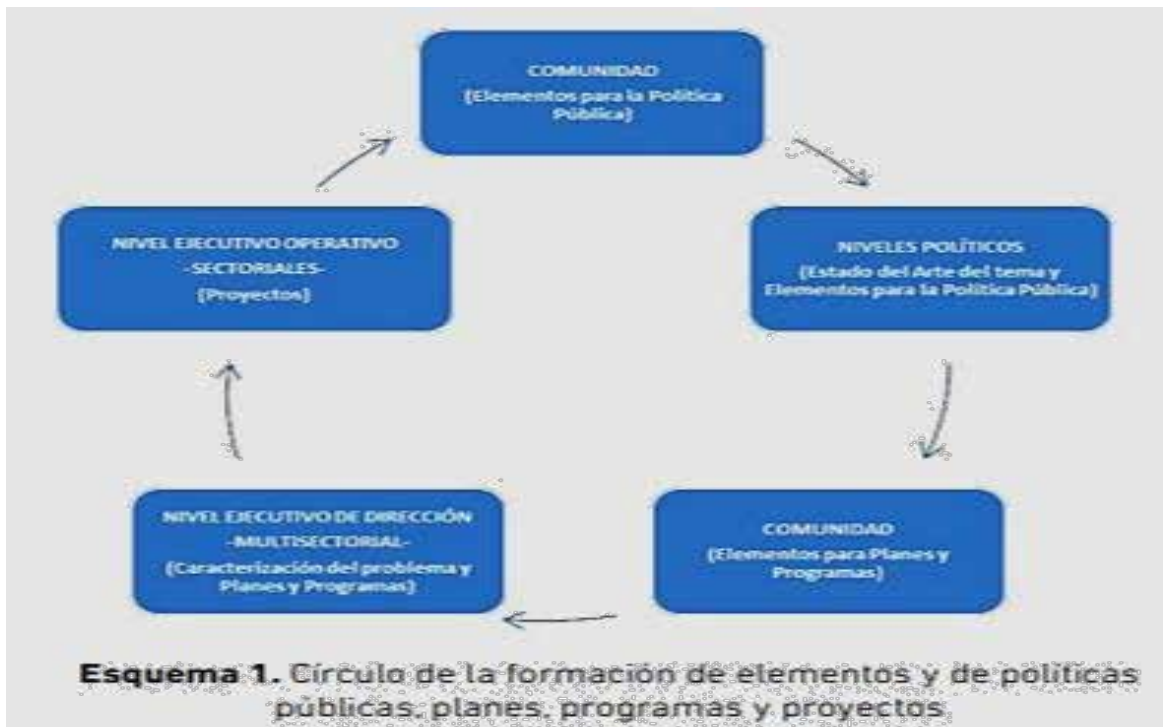 COMUNIDAD
(Elementos para la Política
Pública)
NIVELES POLÍTICOS
(Estado del Arte del tema y
Elementos para la Política Pública)
COMUNIDAD
(Elementos para Planes y
Programas)
NIVEL EJECUTIVO DE DIRECCIÓN
-MULTISECTORIAL-
(Caracterización del problema y
Planes y Programas)
NIVEL EJECUTIVO OPERATIVO
-SECTORIALES-
(Proyectos)
Esquema 1. Círculo de la formación de elementos y de políticas
públicas, planes, programas y proyectos